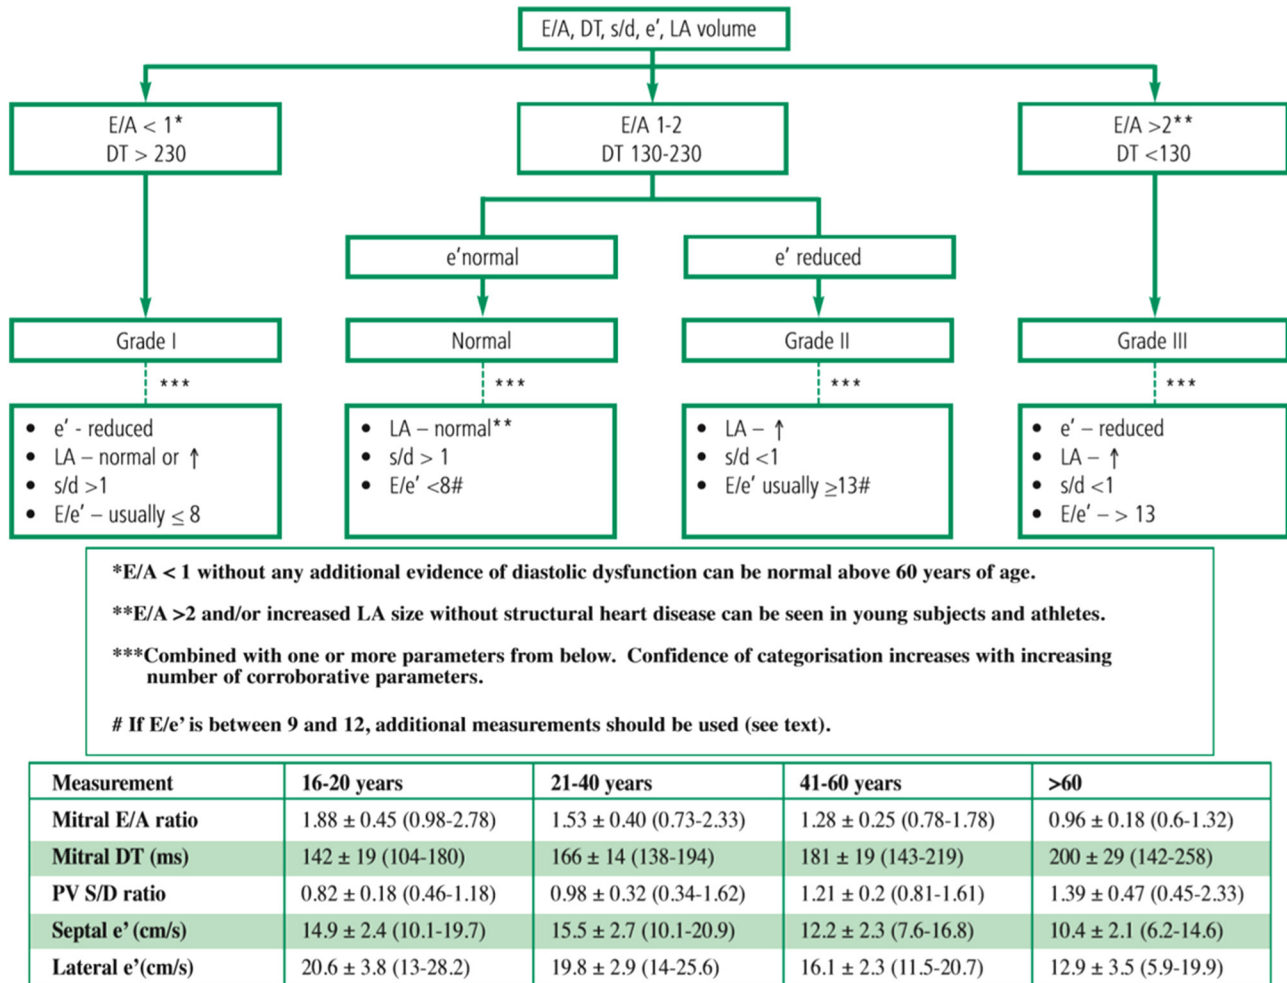 E/A, DT, s/d, e', LA volume
E/A < 1*
DT > 230
E/A 1-2
DT 130-230
E/A >2**
DT <130
e'normal
e' reduced
Grade I
Normal
Grade II
Grade III
***
***
***
***
• e' - reduced
• LA – normal or ↑
• s/d >1
• E/e' – usually ≤ 8
• LA – normal**
• s/d > 1
• E/e' <8#
• LA – ↑
• s/d <1
• E/e' usually ≥13#
• e' – reduced
• LA – ↑
• s/d <1
• E/e' – > 13
*E/A < 1 without any additional evidence of diastolic dysfunction can be normal above 60 years of age.
**E/A >2 and/or increased LA size without structural heart disease can be seen in young subjects and athletes.
***Combined with one or more parameters from below. Confidence of categorisation increases with increasing
number of corroborative parameters.
# If E/e' is between 9 and 12, additional measurements should be used (see text).
Measurement 16-20 years 21-40 years 41-60 years >60
Mitral E/A ratio 1.88 ± 0.45 (0.98-2.78) 1.53 ± 0.40 (0.73-2.33) 1.28 ± 0.25 (0.78-1.78) 0.96 ± 0.18 (0.6-1.32)
Mitral DT (ms) 142 ± 19 (104-180) 166 ± 14 (138-194) 181 ± 19 (143-219) 200 ± 29 (142-258)
PV S/D ratio 0.82 ± 0.18 (0.46-1.18) 0.98 ± 0.32 (0.34-1.62) 1.21 ± 0.2 (0.81-1.61) 1.39 ± 0.47 (0.45-2.33)
Septal e' (cm/s) 14.9 ± 2.4 (10.1-19.7) 15.5 ± 2.7 (10.1-20.9) 12.2 ± 2.3 (7.6-16.8) 10.4 ± 2.1 (6.2-14.6)
Lateral e'(cm/s) 20.6 ± 3.8 (13-28.2) 19.8 ± 2.9 (14-25.6) 16.1 ± 2.3 (11.5-20.7) 12.9 ± 3.5 (5.9-19.9)